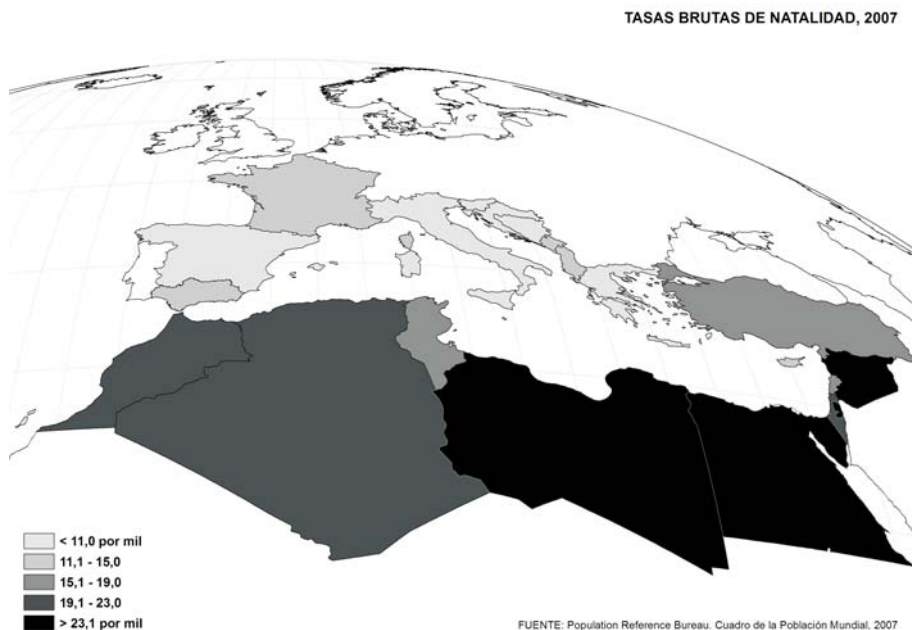 TASAS BRUTAS DE NATALIDAD, 2007
< 11,0 por mil
11,1 - 15,0
15,1 - 19,0
19,1 - 23,0
> 23,1 por mil
FUENTE: Population Reference Bureau. Cuadro de la Población Mundial, 2007